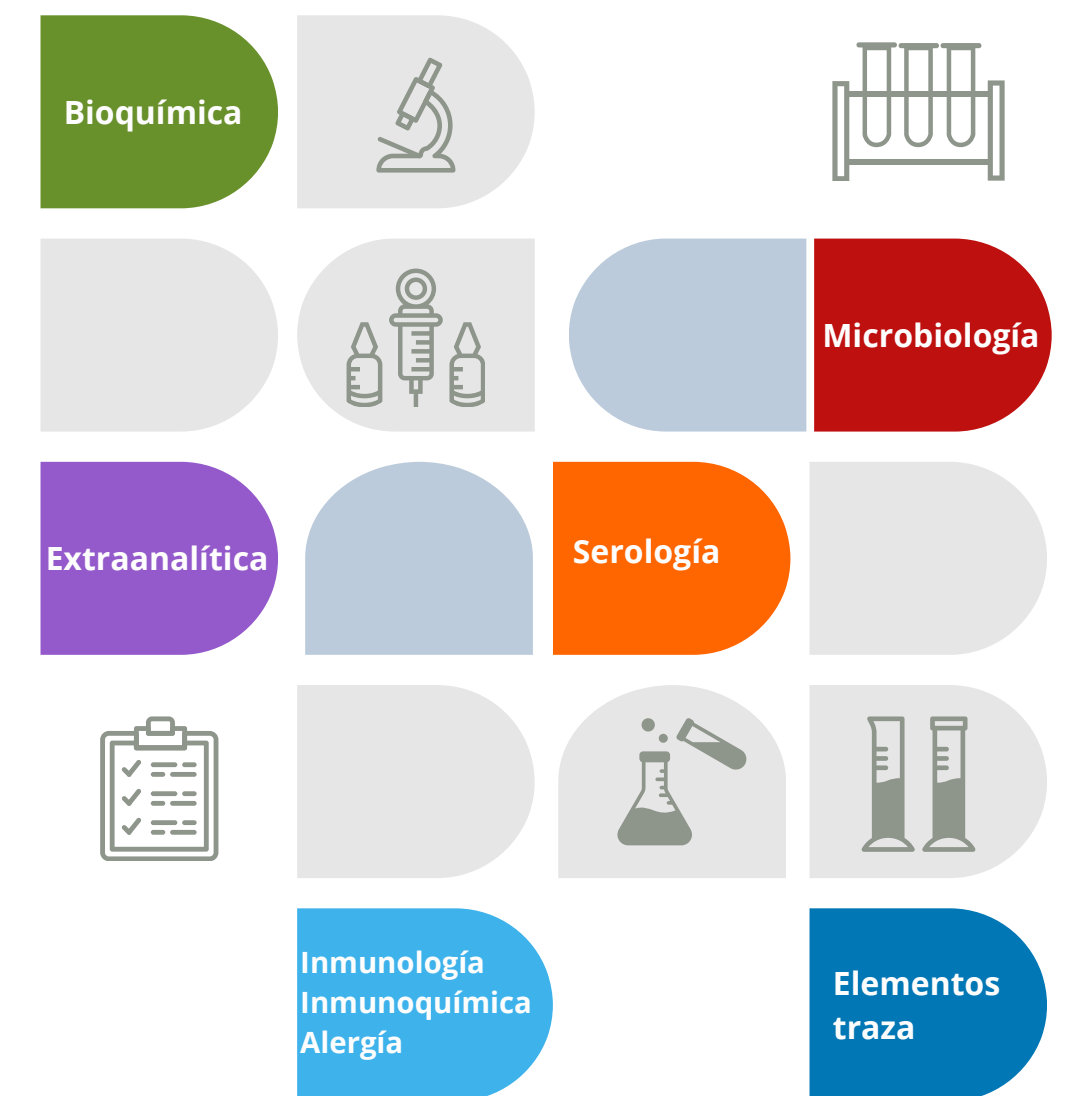 Bioquímica
Microbiología
Extraanalítica
Serología
Inmunología
Inmunoquímica
Alergía
Elementos
traza